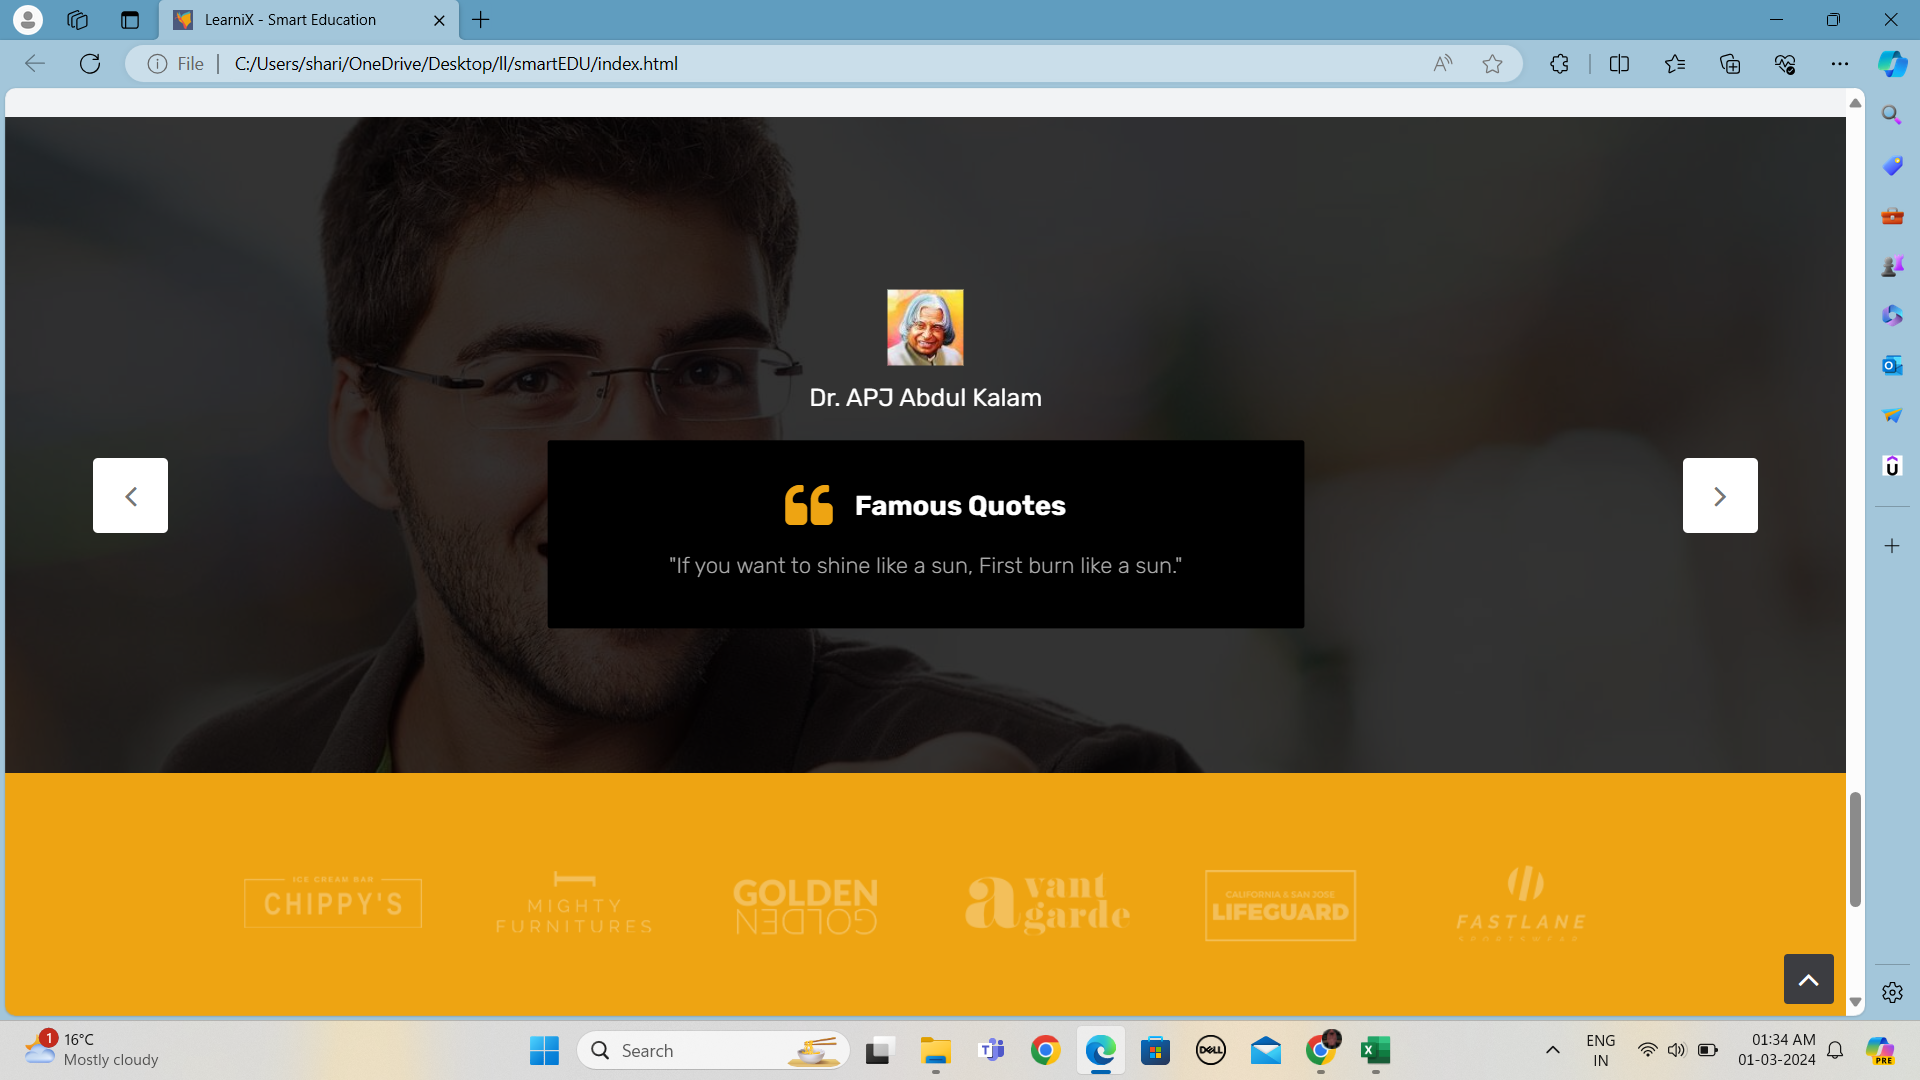 LearniX - Smart Education
File
C:/Users/shari/OneDrive/Desktop/ll/smartEDU/index.html
Dr. APJ Abdul Kalam
Famous Quotes
"If you want to shine like a sun, First burn like a sun."
ICE CREAM BAR
CHIPPY'S
MIGHTY
FURNITURES
GOLDEN
GOLDEN
avant
garde
CALIFORNIA & SAN JOSE
LIFEGUARD
FASTLANE
SPORTSWEAR
1
16°C
Mostly cloudy
Search
DELL
PRE
ENG
IN
01:34 AM
01-03-2024